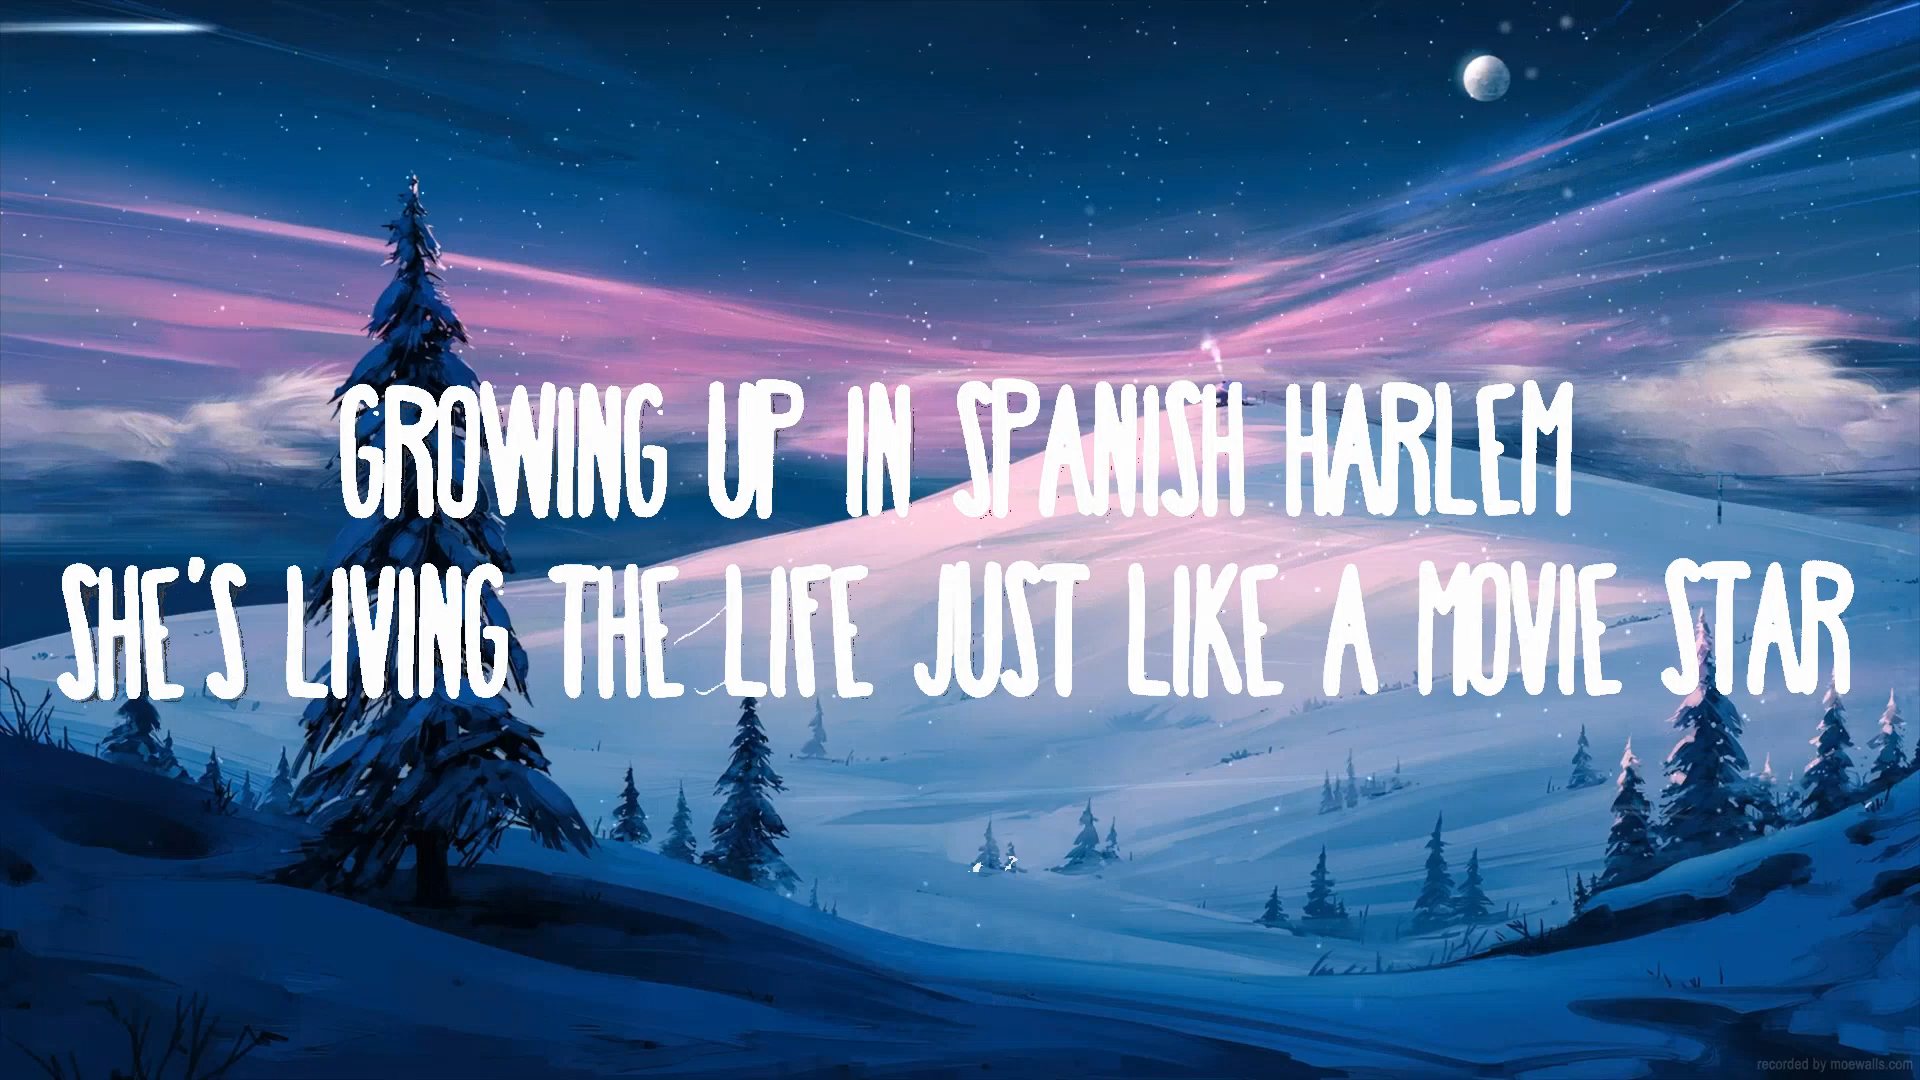 GROWING UP IN SPANISH HARLEM
SHE'S LIVING THE LIFE JUST LIKE A MOVIE STAR
recorded by moewalls.com